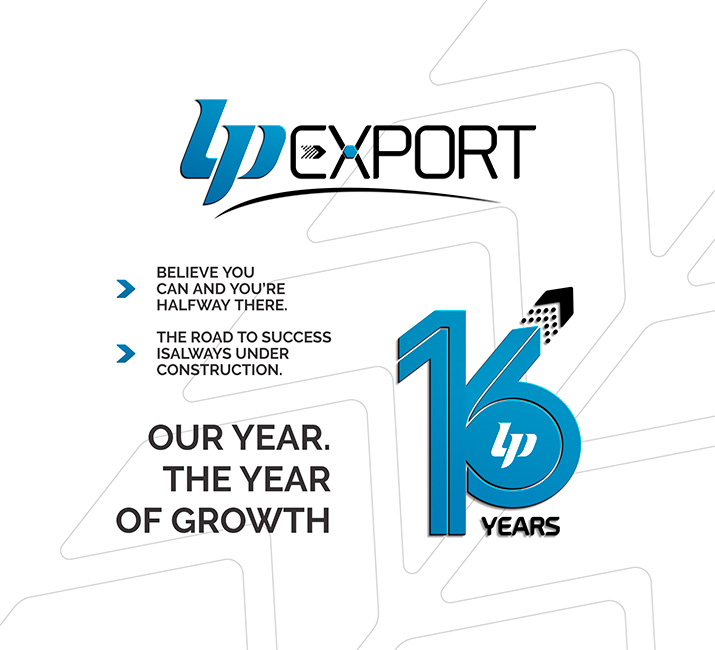 lp EXPORT
BELIEVE YOU
CAN AND YOU'RE
HALFWAY THERE.
THE ROAD TO SUCCESS
ISALWAYS UNDER
CONSTRUCTION.
OUR YEAR.
THE YEAR
OF GROWTH
16
lp
YEARS